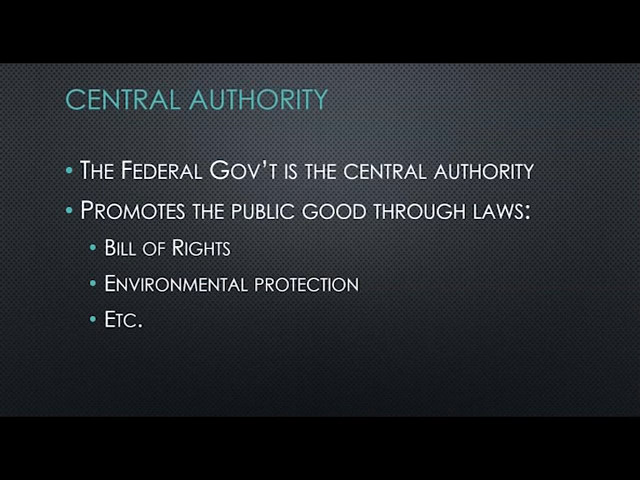 CENTRAL AUTHORITY
• THE FEDERAL GOV'T IS THE CENTRAL AUTHORITY
• PROMOTES THE PUBLIC GOOD THROUGH LAWS:
• BILL OF RIGHTS
• ENVIRONMENTAL PROTECTION
• ETC.